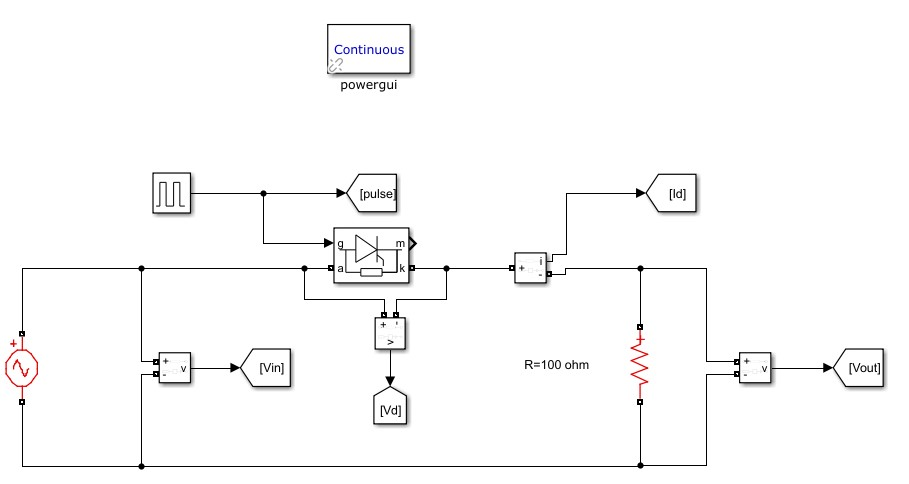 Continuous
powergui
[pulse]
[Id]
g
m
a
k
i
+
-
+
-
v
>
+
+
-
v
[Vin]
R=100 ohm
+
+
-
v
[Vout]
[Vd]